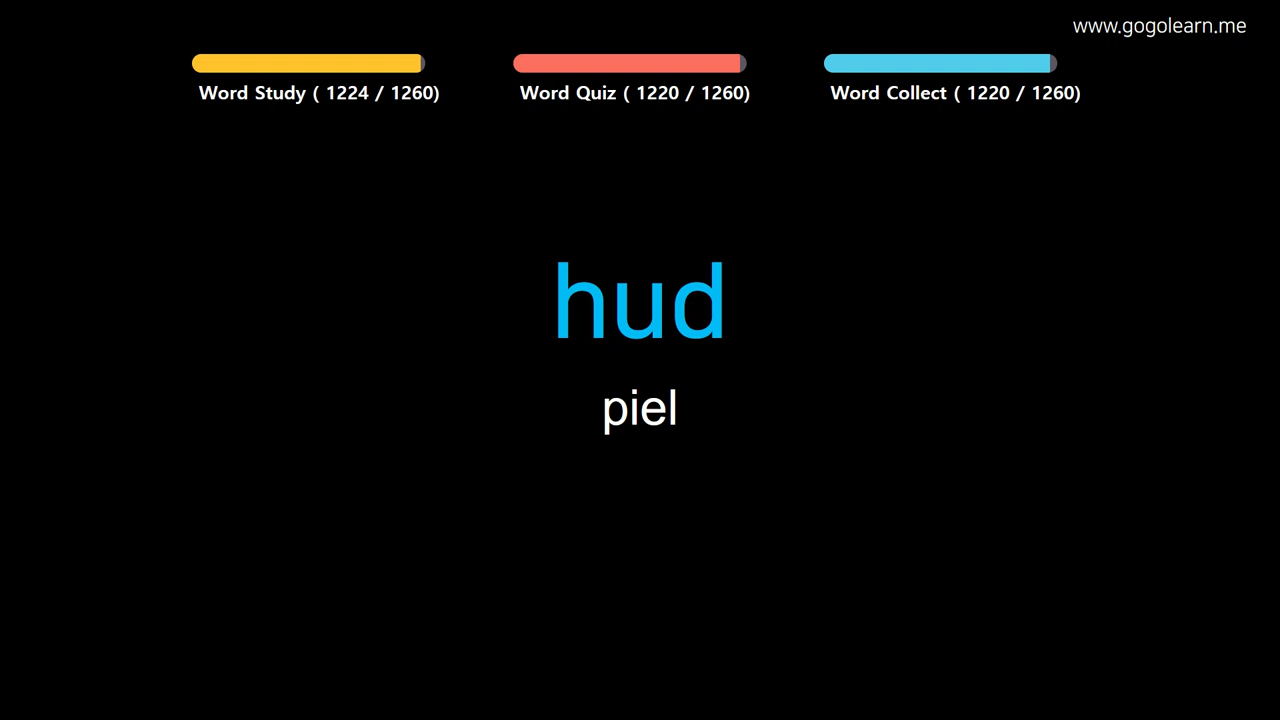 www.gogolearn.me
Word Study ( 1224 / 1260)
Word Quiz ( 1220 / 1260)
Word Collect ( 1220 / 1260)
hud
piel